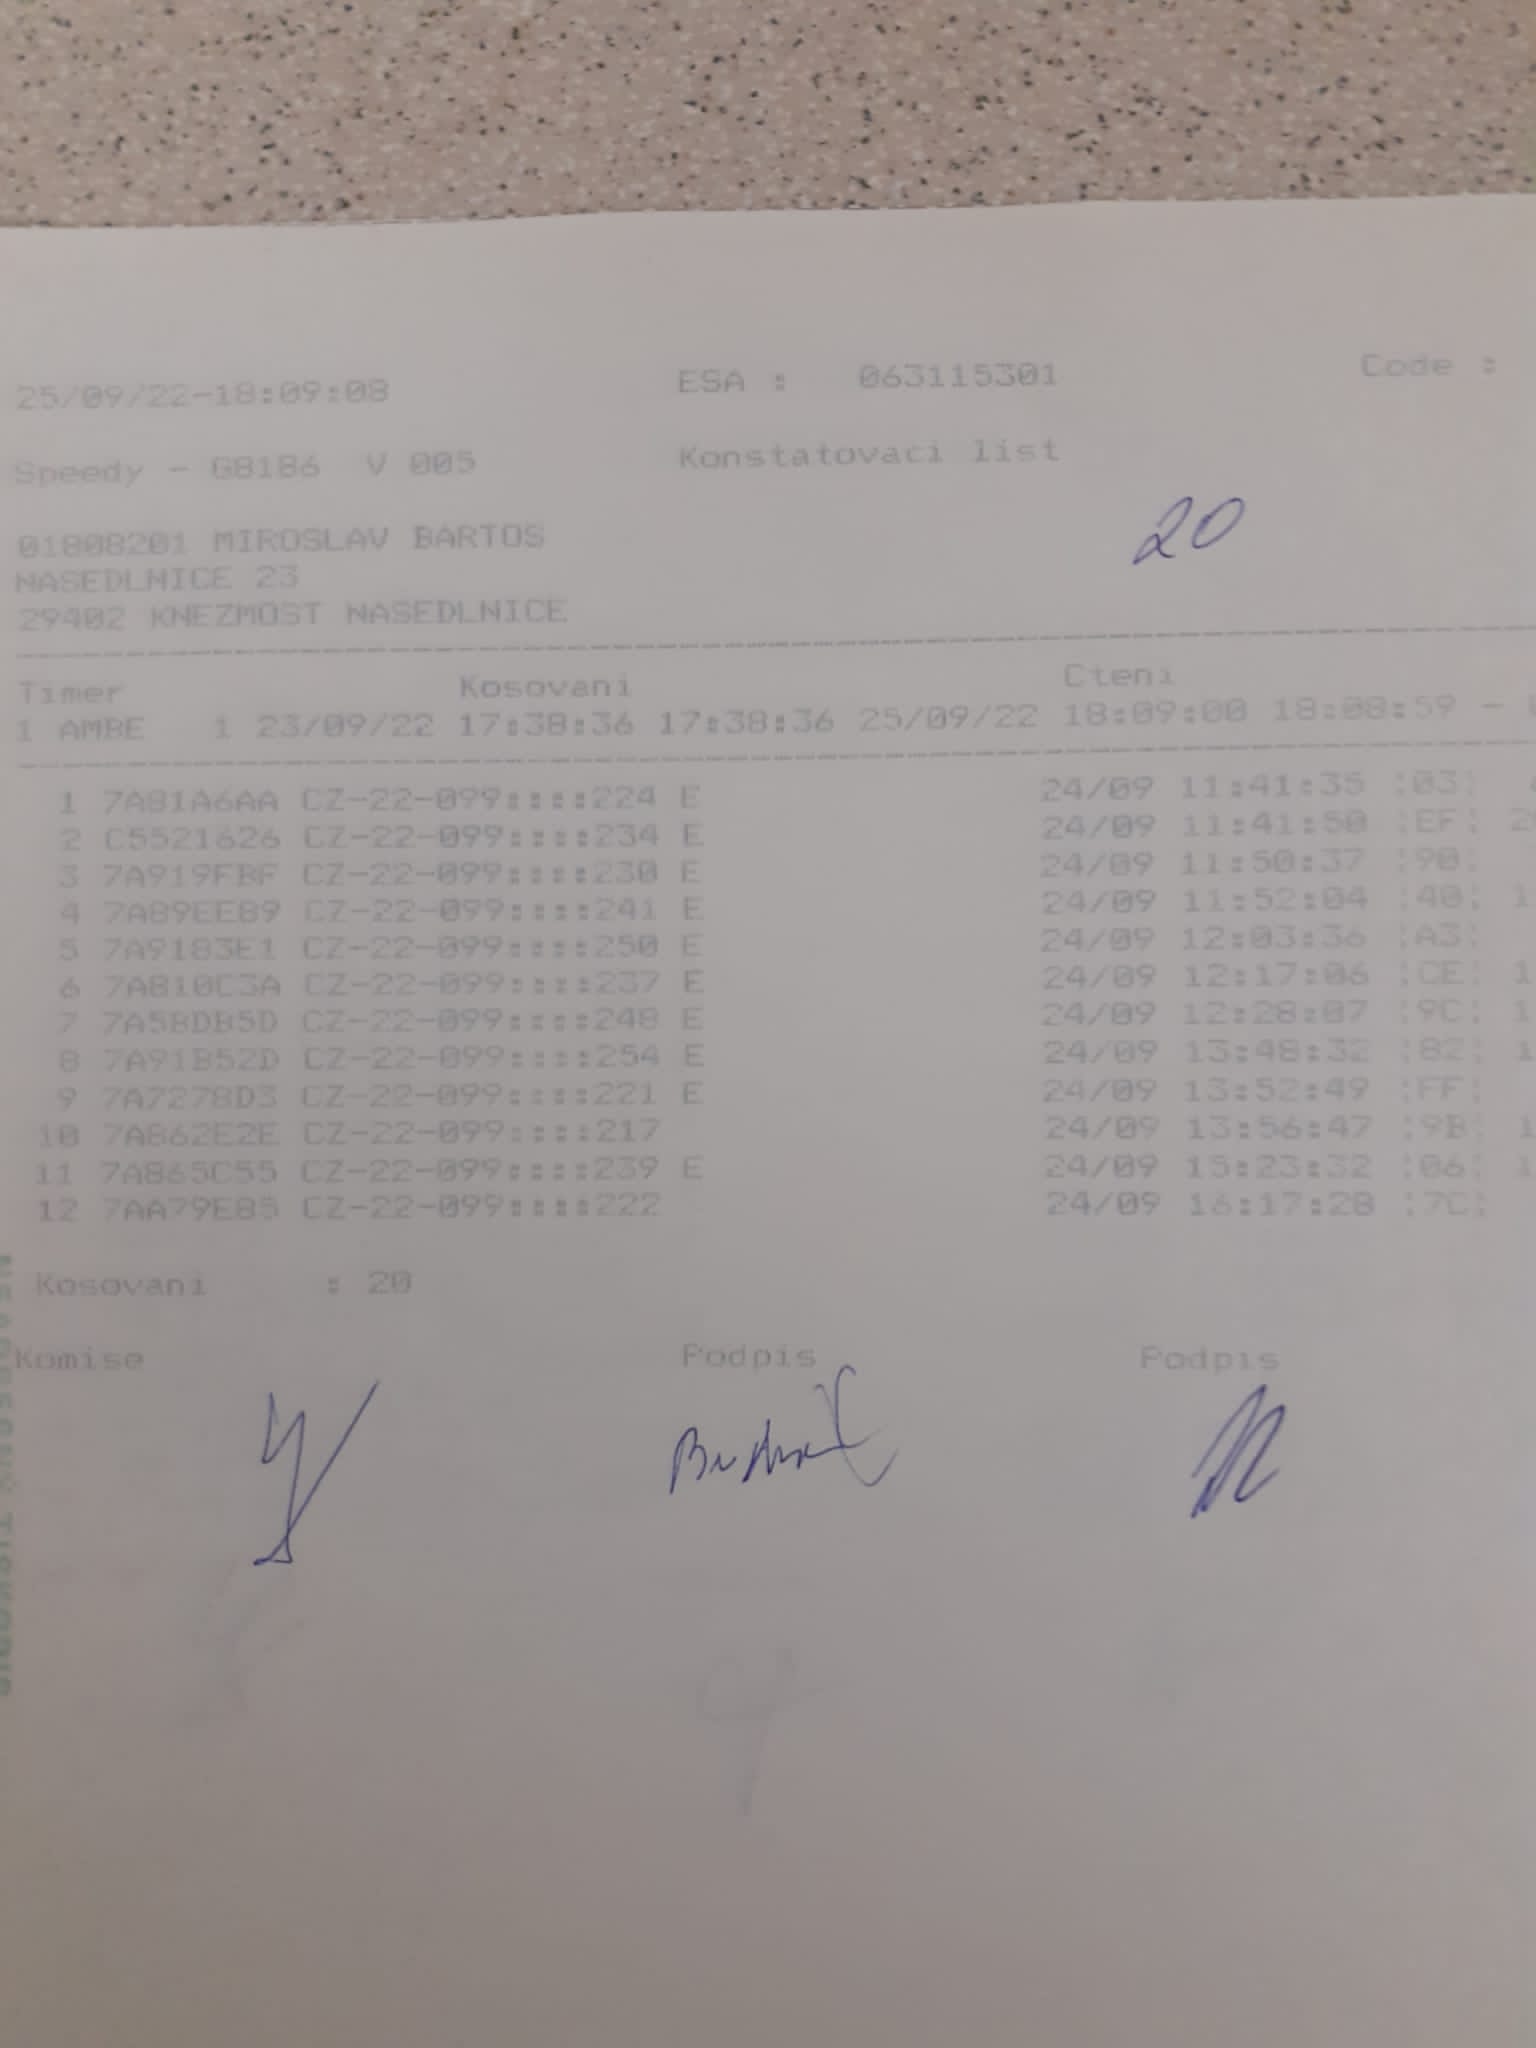 25/09/22-18:09:08 ESA : 063115301 Code :
Speedy - G8186 V 005 Konstatovaci list
20
01808201 MIROSLAV BARTOS
NASEDLNICE 23
29402 KNEZMOST NASEDLNICE
Timer Kosovani Cteni
1 AMBE 1 23/09/22 17:38:36 17:38:36 25/09/22 18:09:00 18:08:59 -
1 7A81A6AA CZ-22-099::::224 E 24/09 11:41:35 :03:
2 C5521626 CZ-22-099::::234 E 24/09 11:41:50 :EF:
3 7A919FBF CZ-22-099::::230 E 24/09 11:50:37 :90:
4 7A89EE89 CZ-22-099::::241 E 24/09 11:52:04 :40:
5 7A9183E1 CZ-22-099::::250 E 24/09 12:03:36 :A3:
6 7A810C3A CZ-22-099::::237 E 24/09 12:17:06 :CE:
7 7A5BDB5D CZ-22-099::::248 E 24/09 12:28:07 :9C:
8 7A91B52D CZ-22-099::::254 E 24/09 13:48:32 :82:
9 7A7278D3 CZ-22-099::::221 E 24/09 13:52:49 :FF:
10 7A862E2E CZ-22-099::::217 24/09 13:56:47 :9B:
11 7A865C55 CZ-22-099::::239 E 24/09 15:23:32 :06:
12 7AA79E85 CZ-22-099::::222 24/09 16:17:28 :7C:
Kosovani : 20
Komise Podpis Podpis